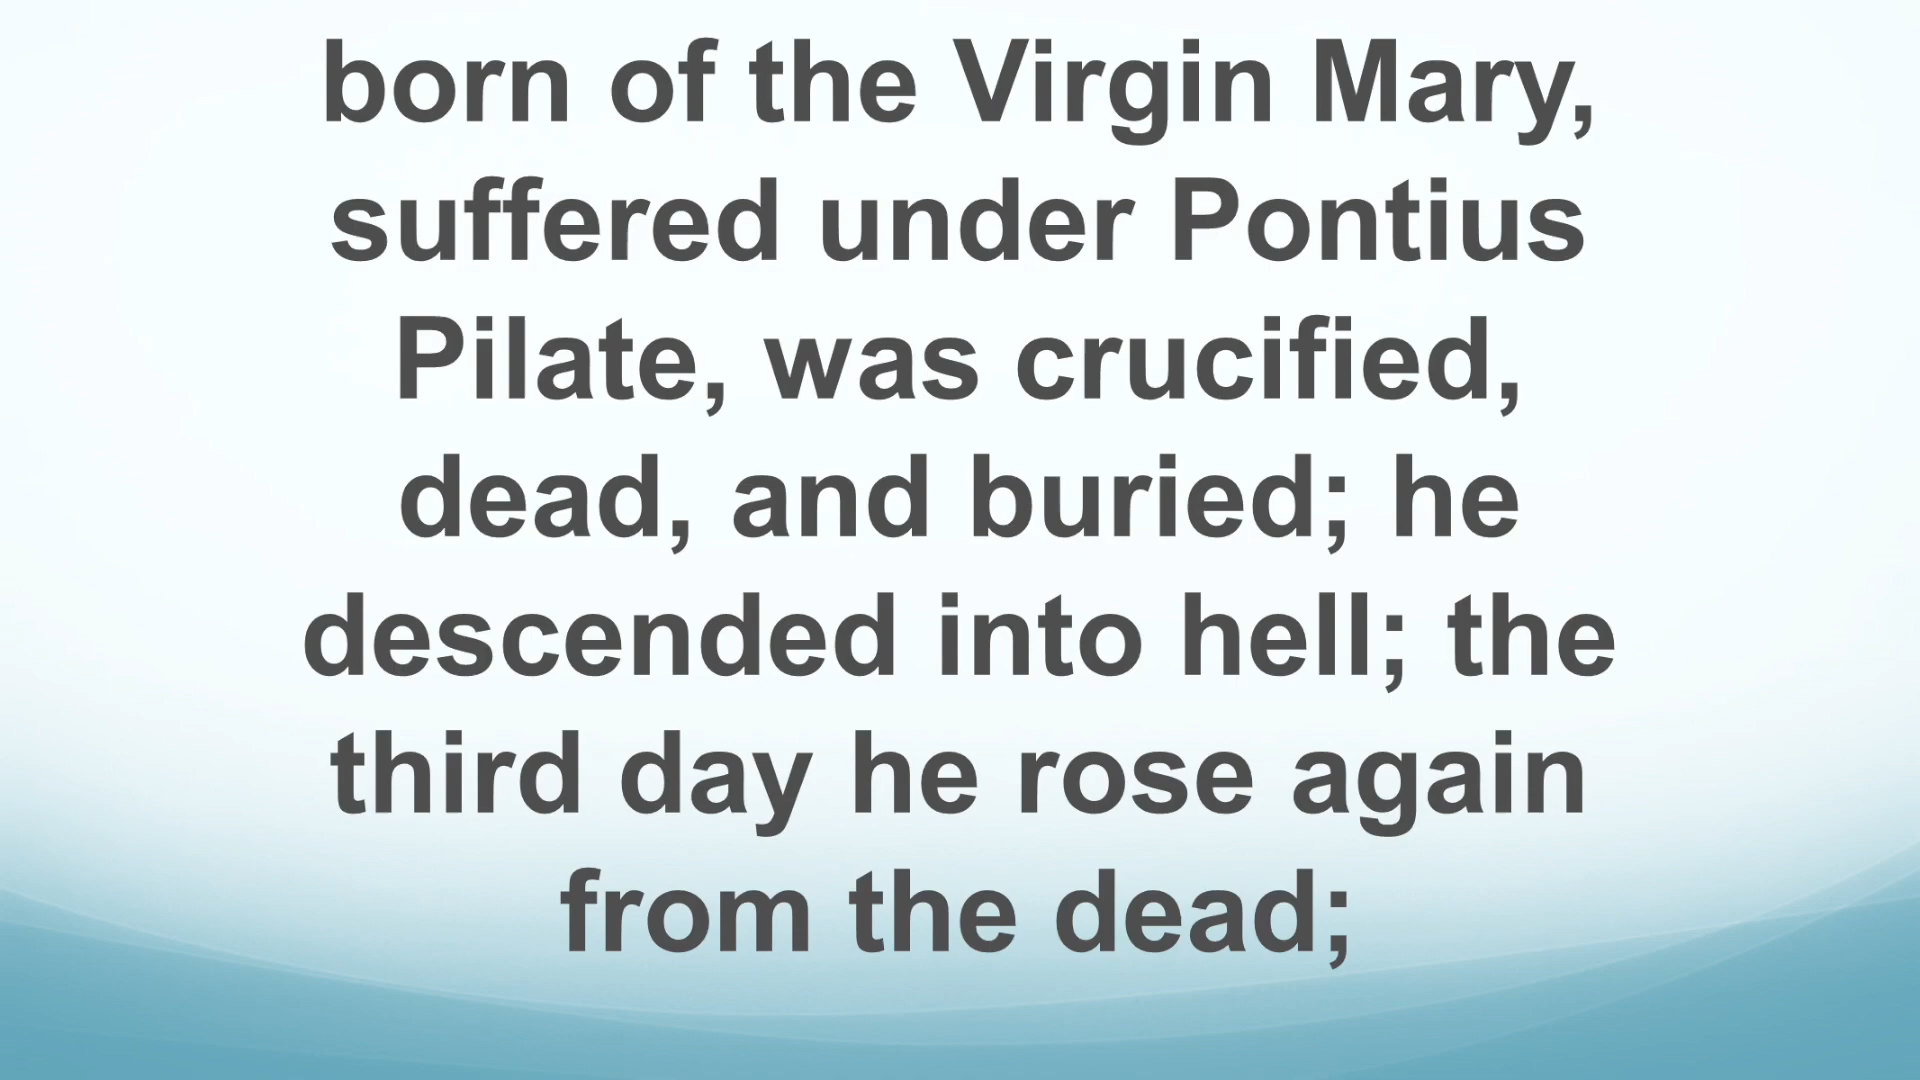 born of the Virgin Mary,
suffered under Pontius
Pilate, was crucified,
dead, and buried; he
descended into hell; the
third day he rose again
from the dead;